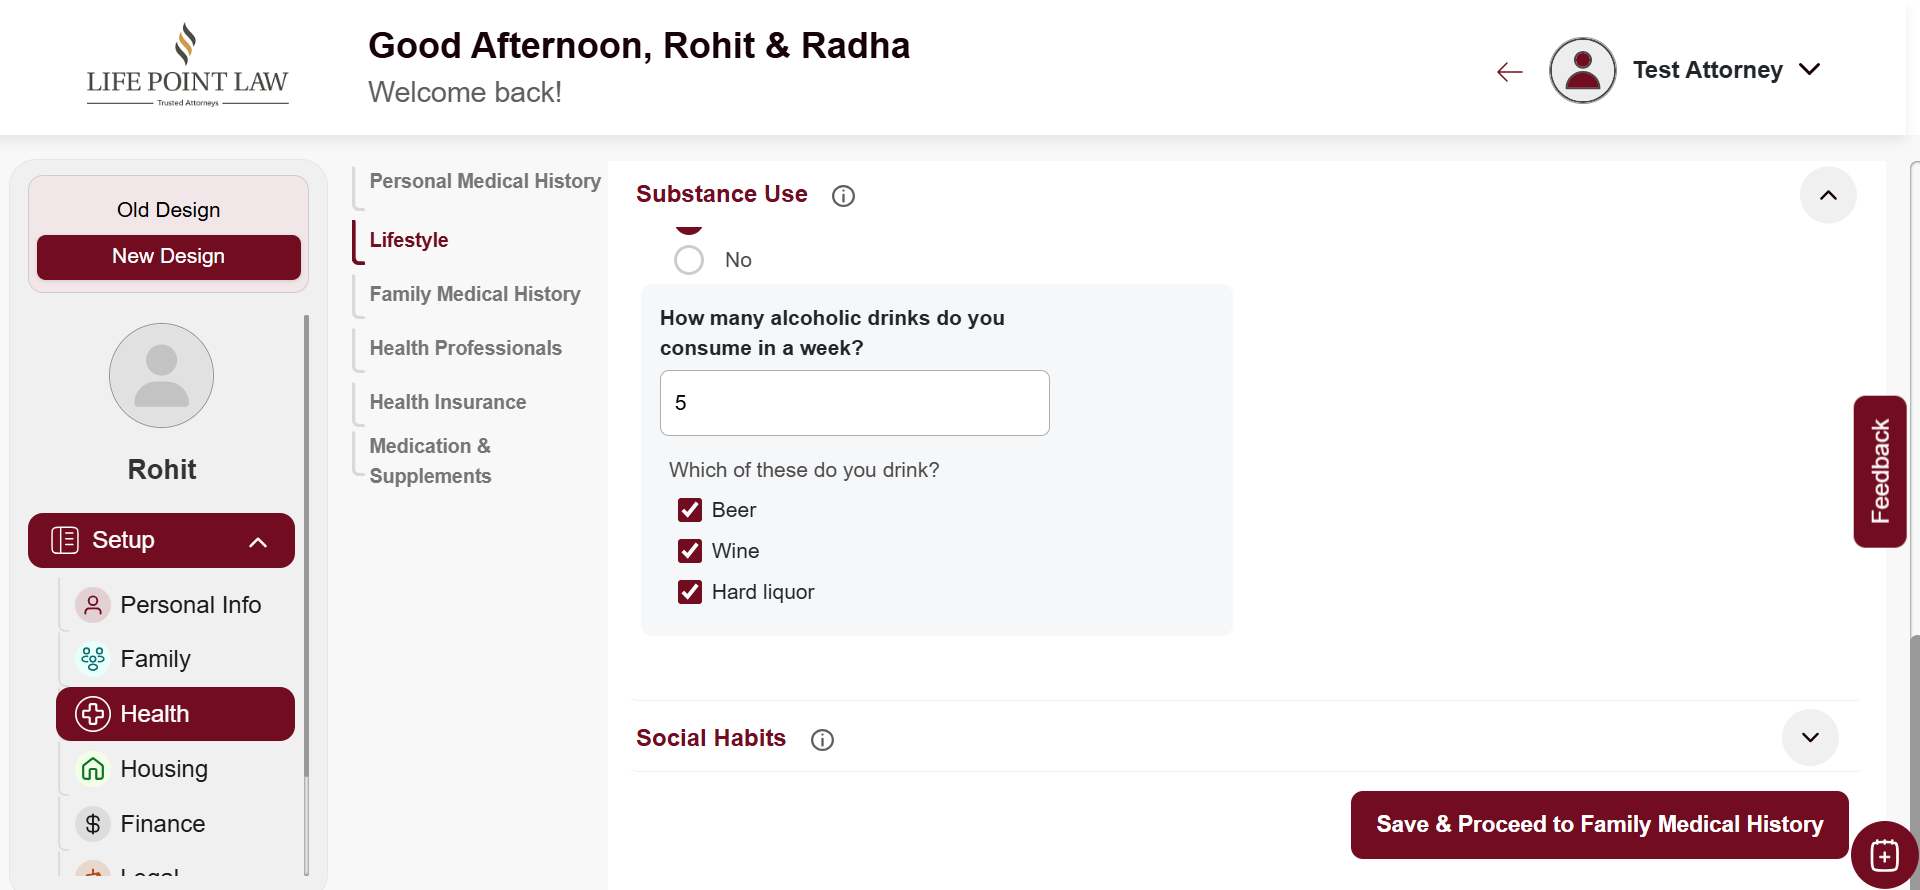 LIFE POINT LAW
Trusted Attorneys
Good Afternoon, Rohit & Radha
Welcome back!
Test Attorney
Old Design
New Design
Rohit
Setup
Personal Info
Family
Health
Housing
Finance
Legal
Personal Medical History
Lifestyle
Family Medical History
Health Professionals
Health Insurance
Medication &
Supplements
Substance Use
No
How many alcoholic drinks do you
consume in a week?
5
Which of these do you drink?
Beer
Wine
Hard liquor
Social Habits
Save & Proceed to Family Medical History
Feedback